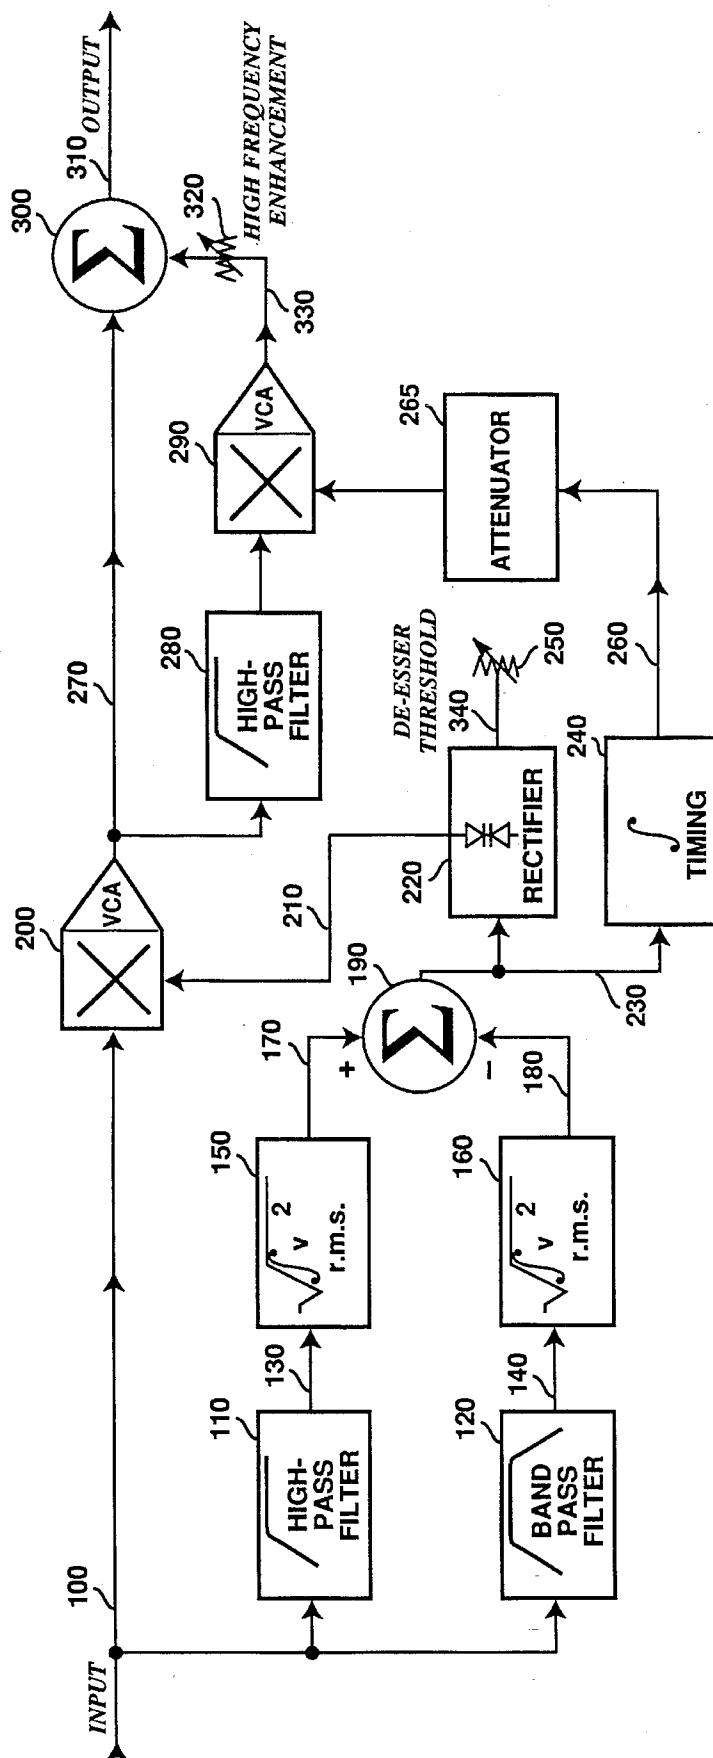 INPUT
100
110
HIGH-
PASS
FILTER
120
BAND
PASS
FILTER
130
140
150
√∫v²
r.m.s.
160
√∫v²
r.m.s.
170
+
180
−
190
Σ
200
VCA
210
220
RECTIFIER
230
340
DE-ESSER
THRESHOLD
250
240
∫
TIMING
260
265
ATTENUATOR
270
280
HIGH-
PASS
FILTER
290
VCA
330
320
HIGH FREQUENCY
ENHANCEMENT
300
Σ
310
OUTPUT